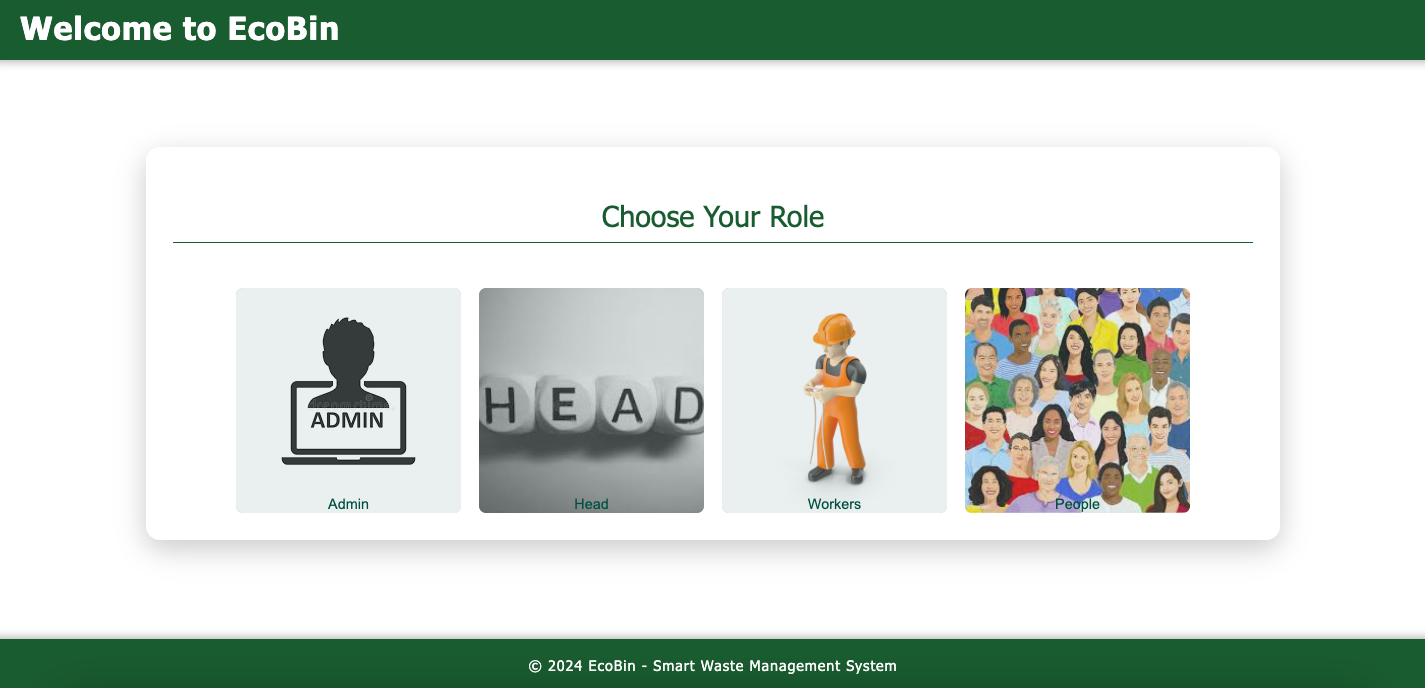 Welcome to EcoBin
Choose Your Role
ADMIN
HEAD
Admin
Head
Workers
People
© 2024 EcoBin - Smart Waste Management System